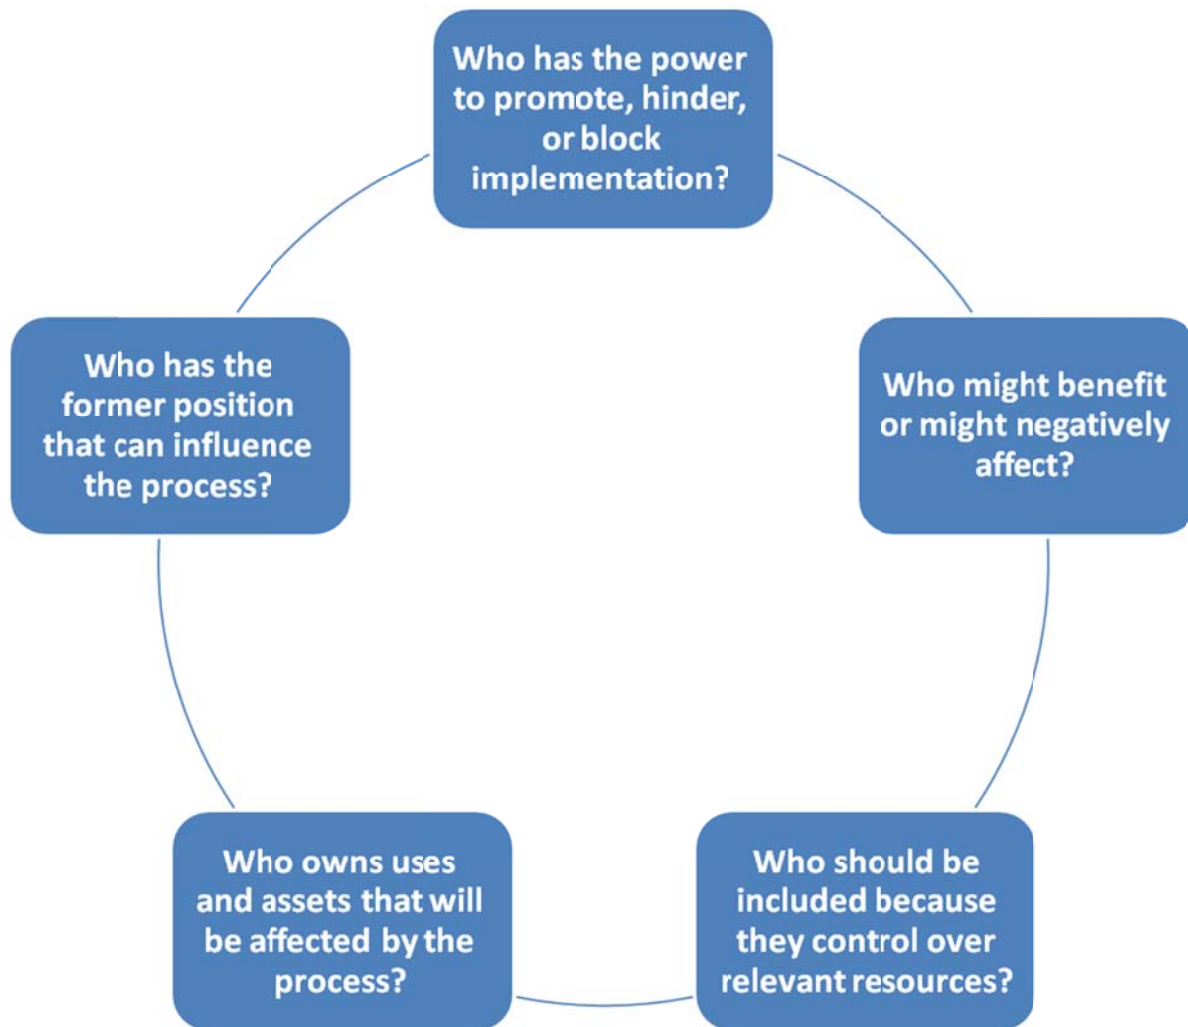 Who has the power
to promote, hinder,
or block
implementation?
Who might benefit
or might negatively
affect?
Who should be
included because
they control over
relevant resources?
Who owns uses
and assets that will
be affected by the
process?
Who has the
former position
that can influence
the process?